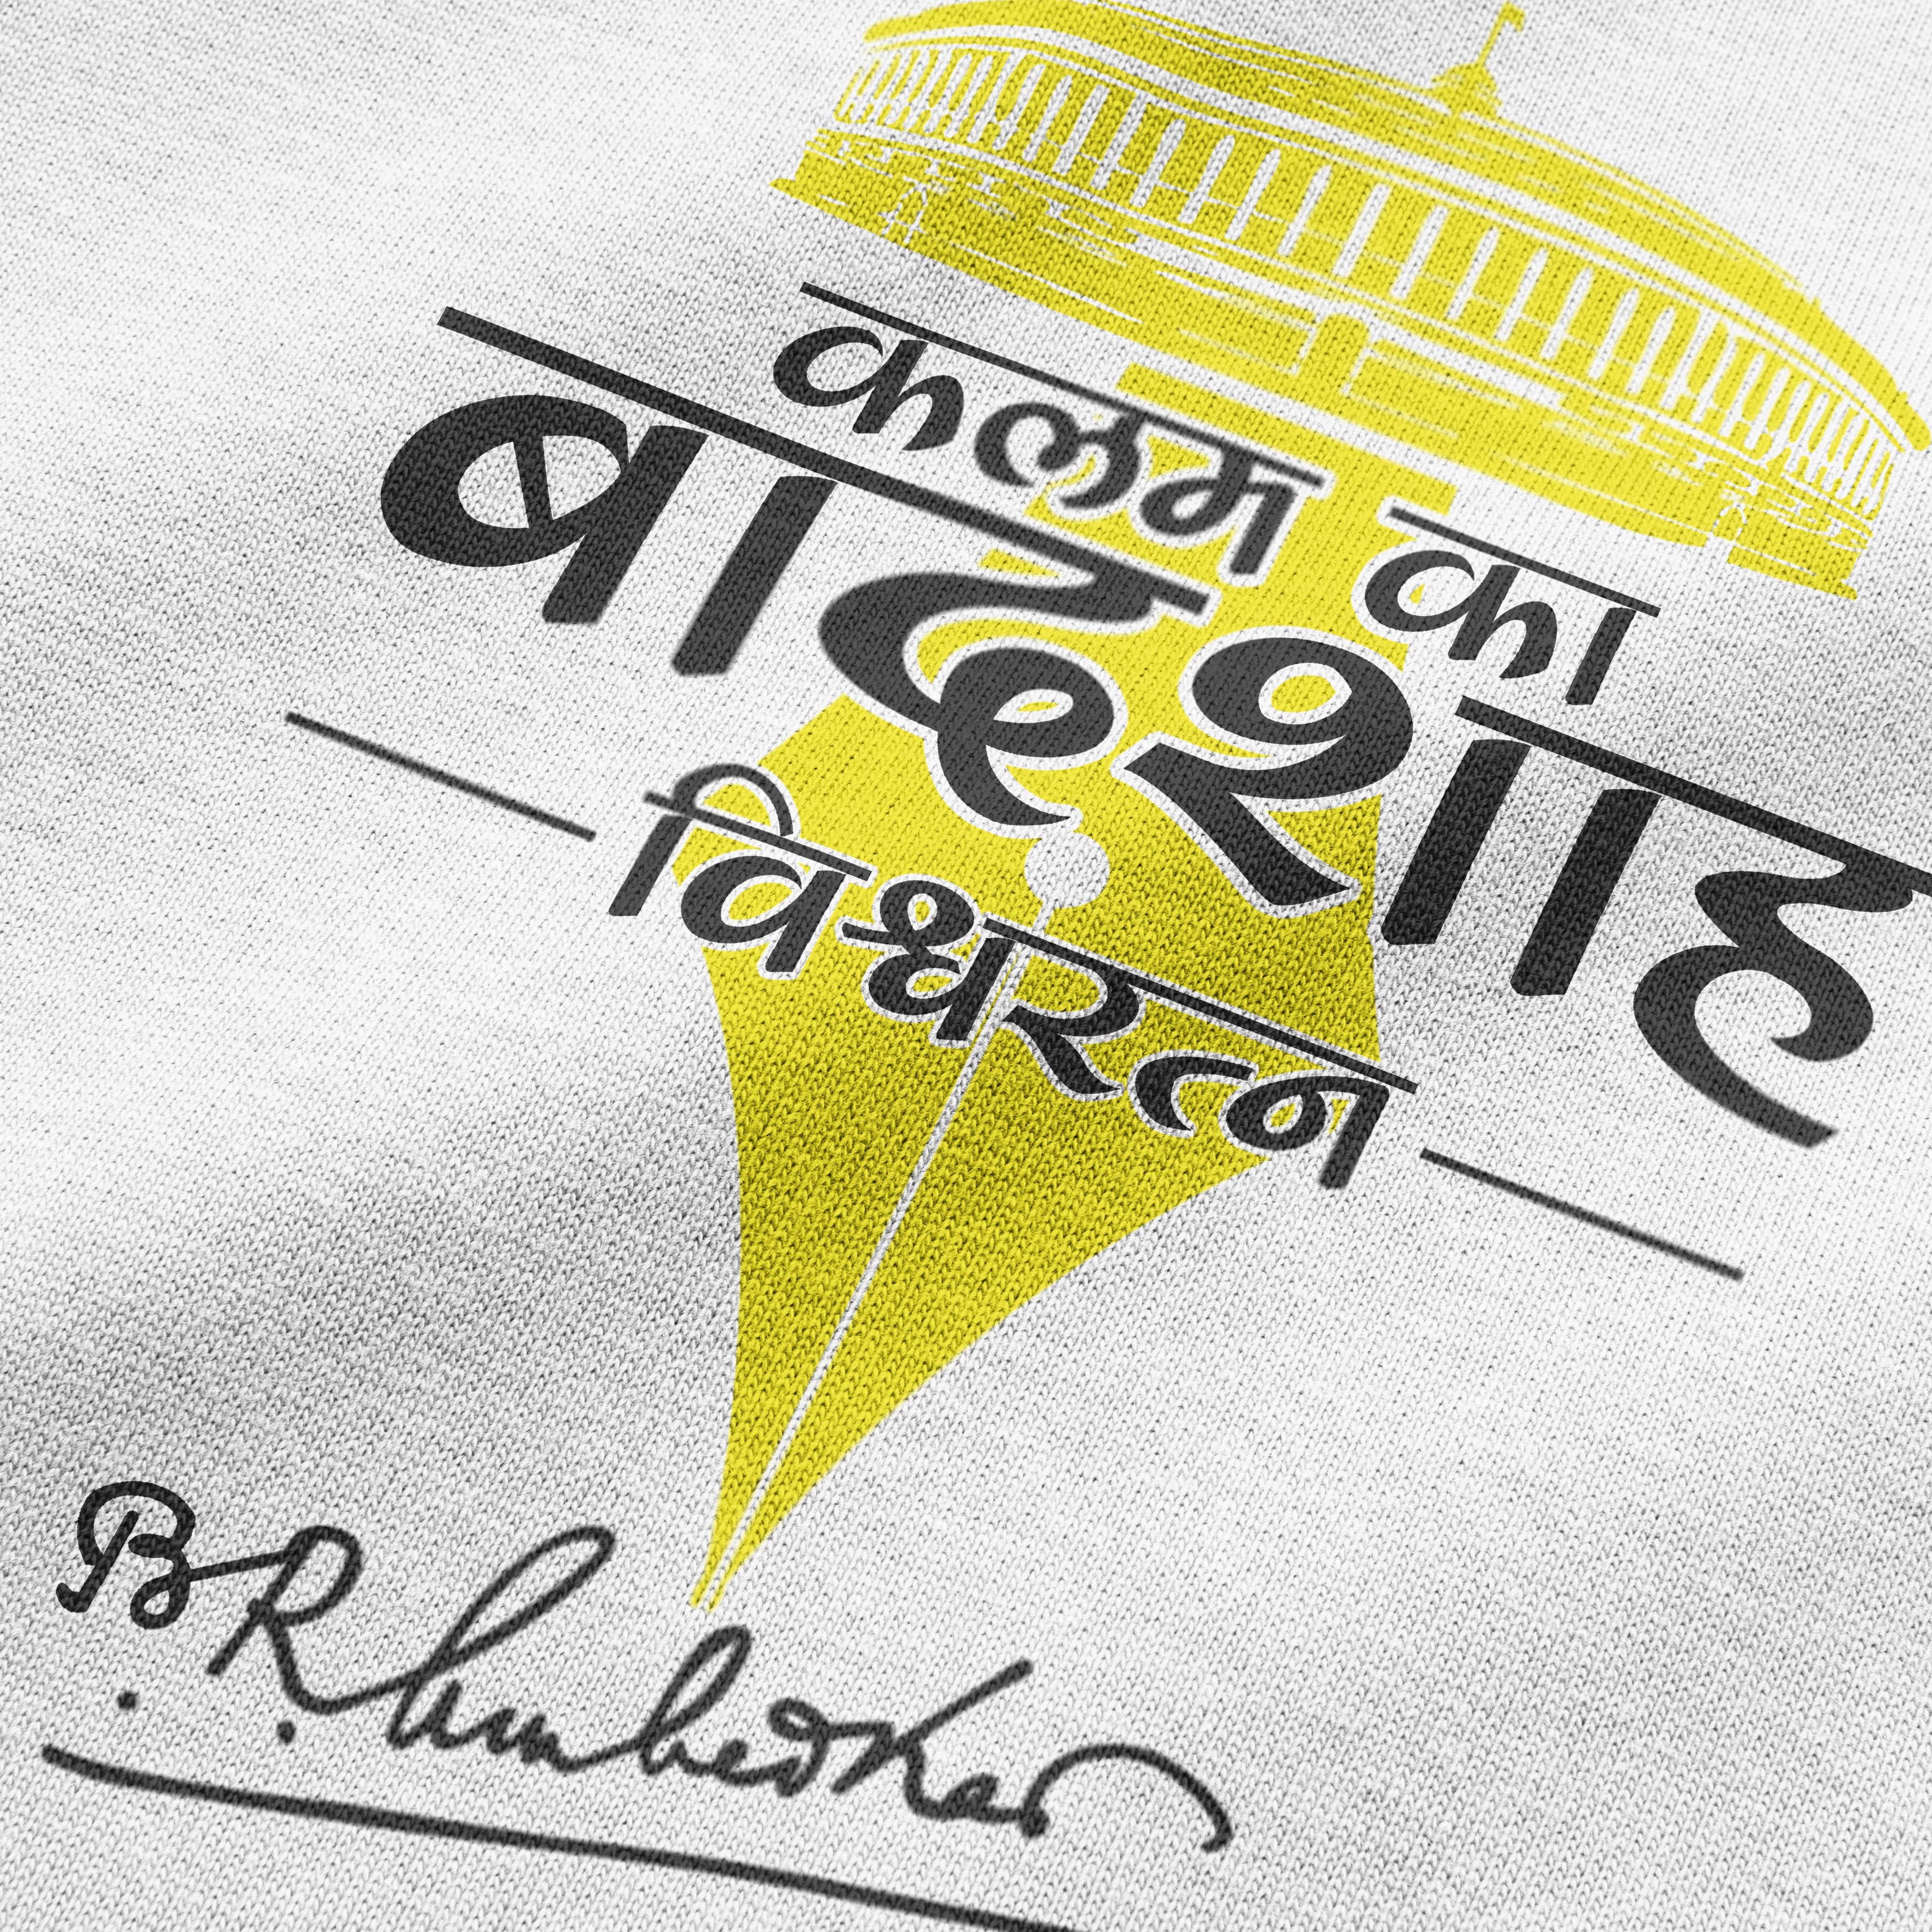 कलम का
बादशाह
विश्वरत्न
B. R. Ambedkar